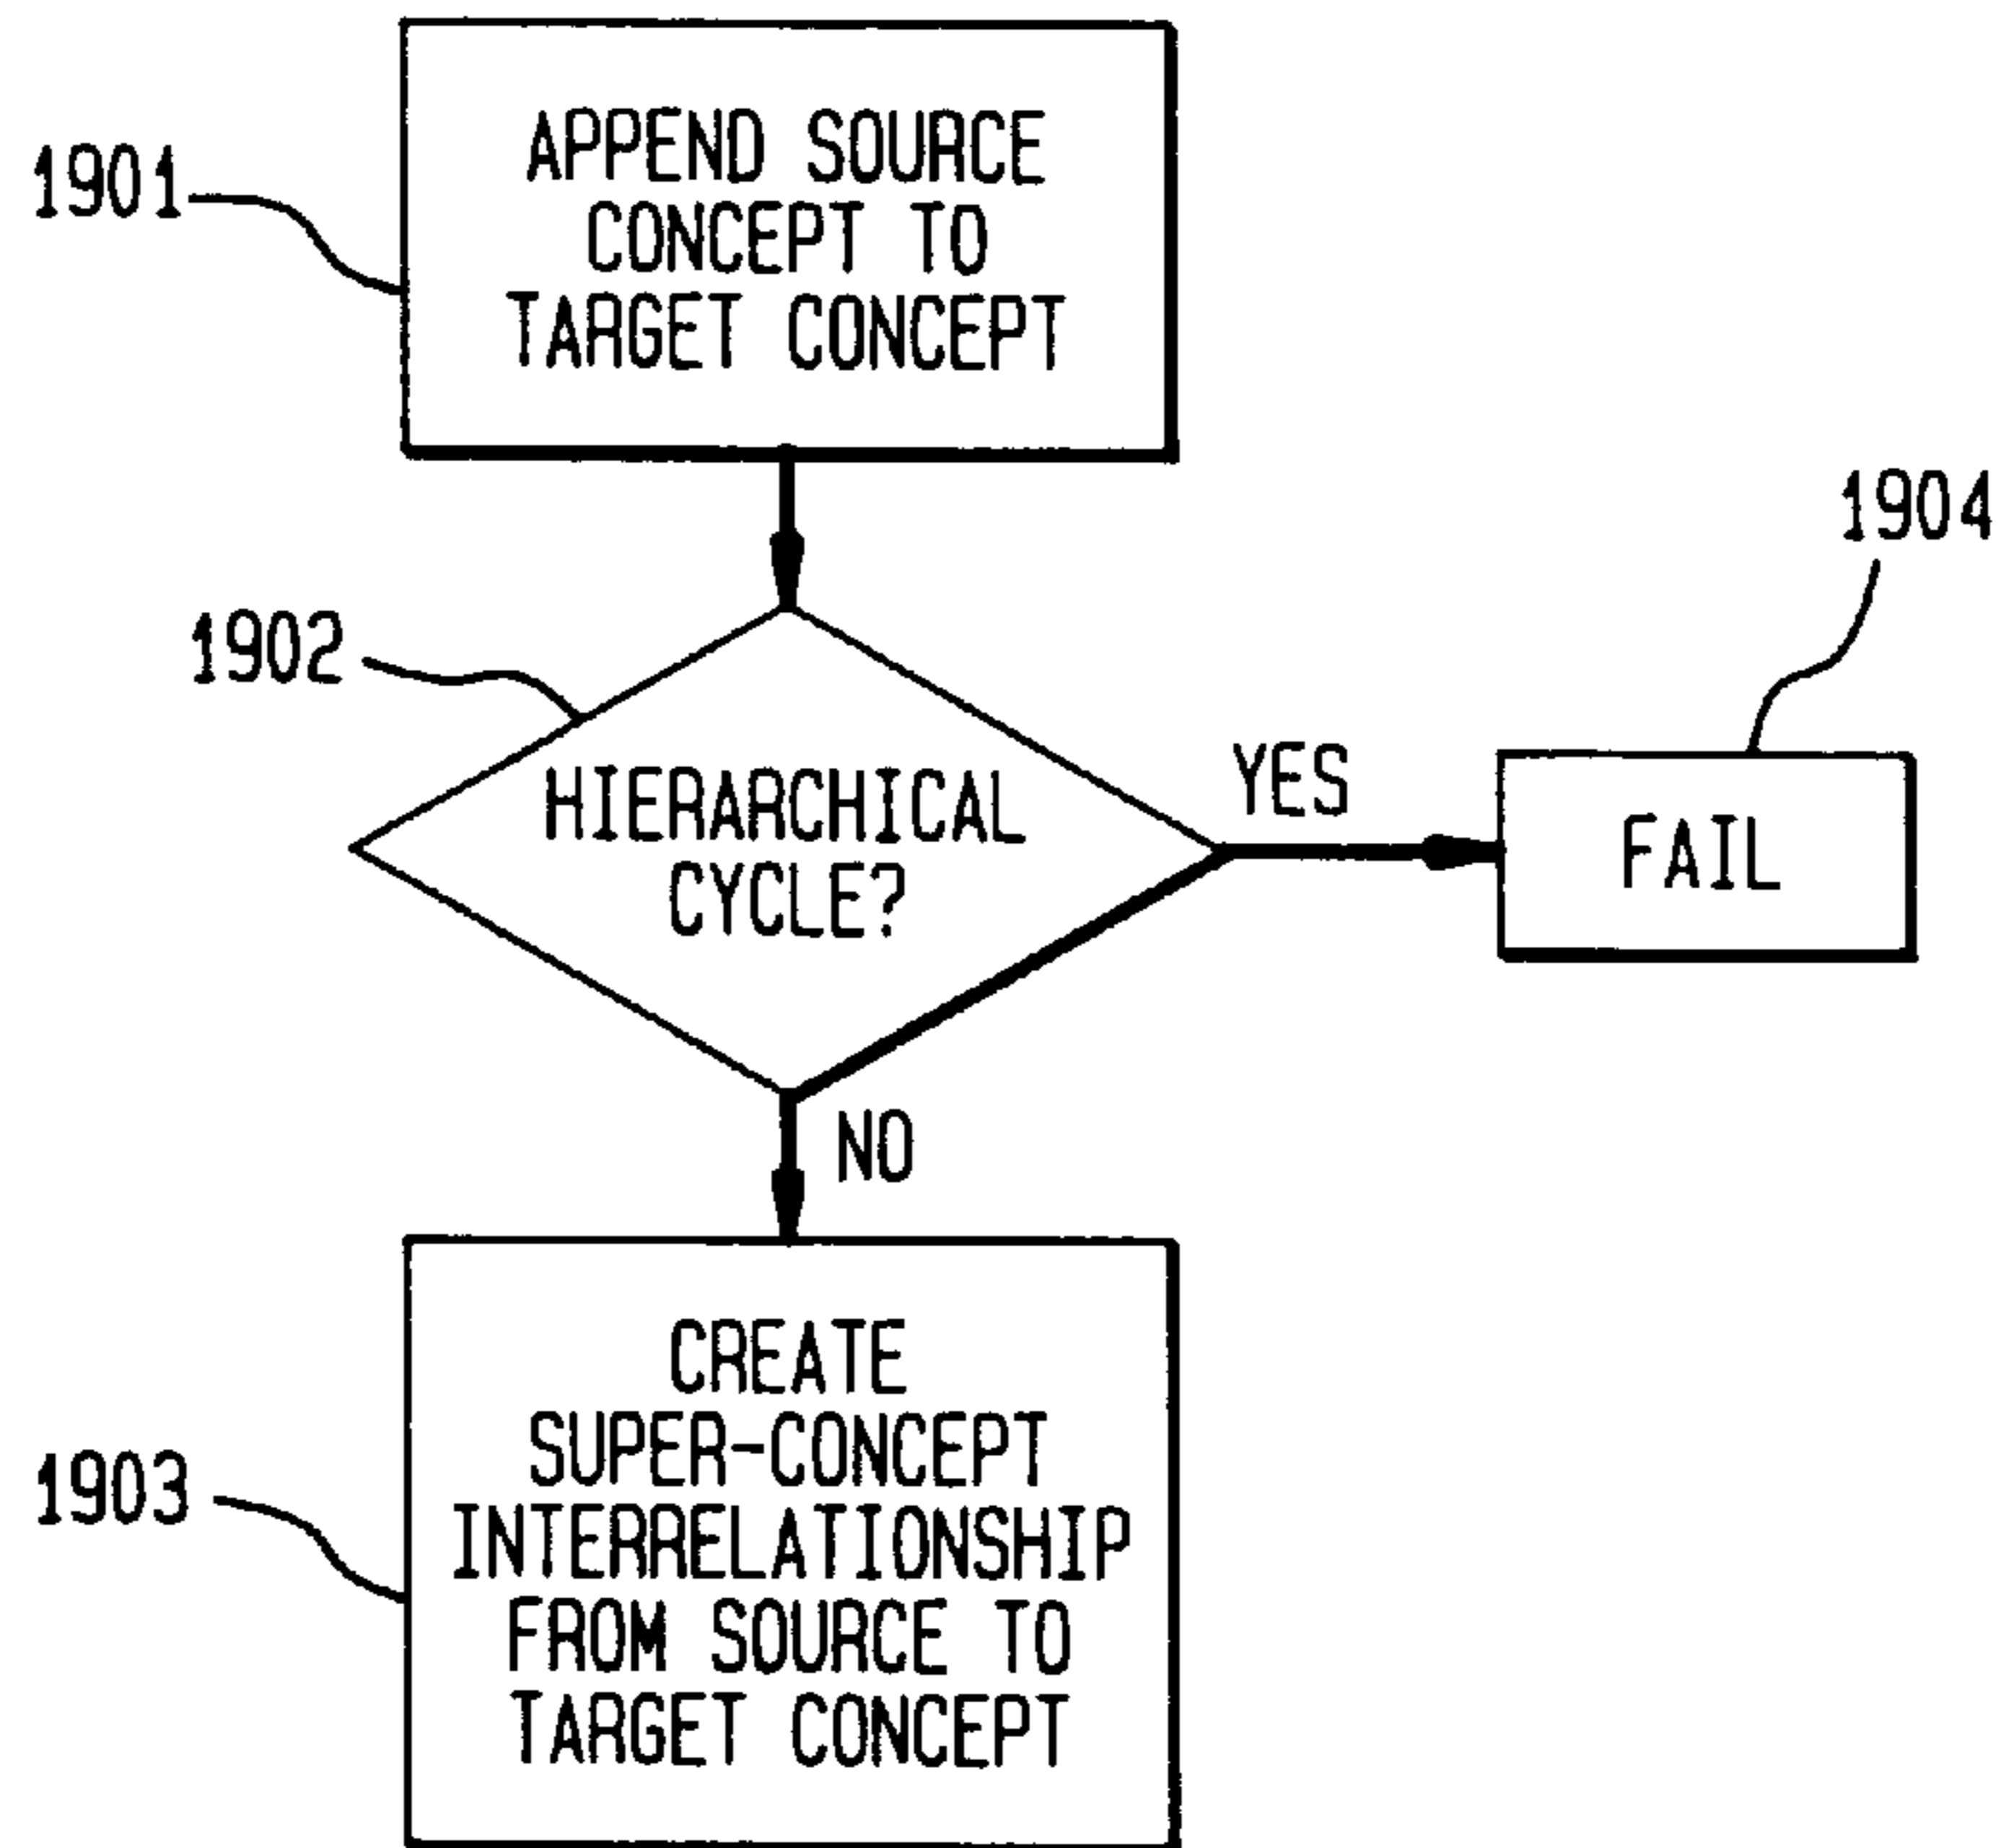 1901
APPEND SOURCE
CONCEPT TO
TARGET CONCEPT
1902
HIERARCHICAL
CYCLE?
YES
1904
FAIL
NO
1903
CREATE
SUPER-CONCEPT
INTERRELATIONSHIP
FROM SOURCE TO
TARGET CONCEPT